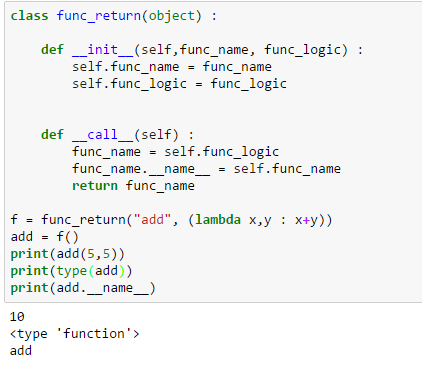 class func_return(object) :
def __init__(self,func_name, func_logic) :
self.func_name = func_name
self.func_logic = func_logic
def __call__(self) :
func_name = self.func_logic
func_name.__name__ = self.func_name
return func_name
f = func_return("add", (lambda x,y : x+y))
add = f()
print(add(5,5))
print(type(add))
print(add.__name__)
10
<type 'function'>
add